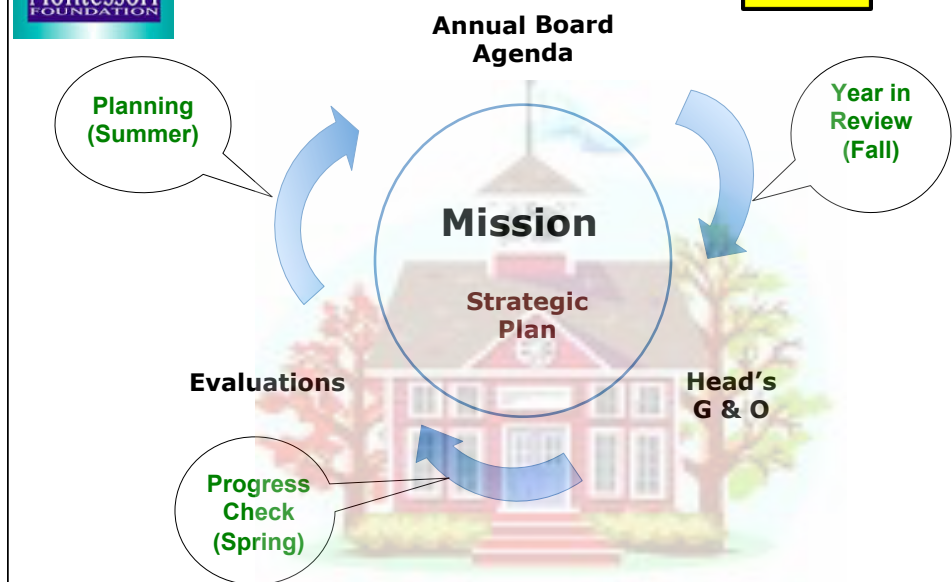 FOUNDATION
Annual Board
Agenda
Planning
(Summer)
Year in
Review
(Fall)
Mission
Strategic
Plan
Evaluations
Head's
G & O
Progress
Check
(Spring)